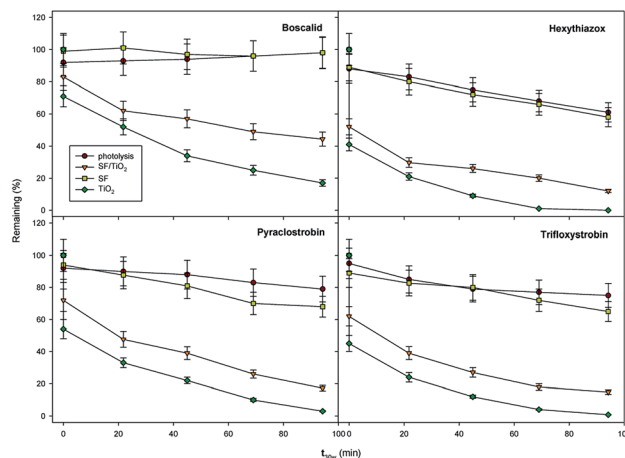 Boscalid
Hexythiazox
120
100
80
60
40
20
0
photolysis
SF/TiO₂
SF
TiO₂
Remaining (%)
Pyraclostrobin
Trifloxystrobin
120
100
80
60
40
20
0
0 20 40 60 80
0 20 40 60 80 100
(min)